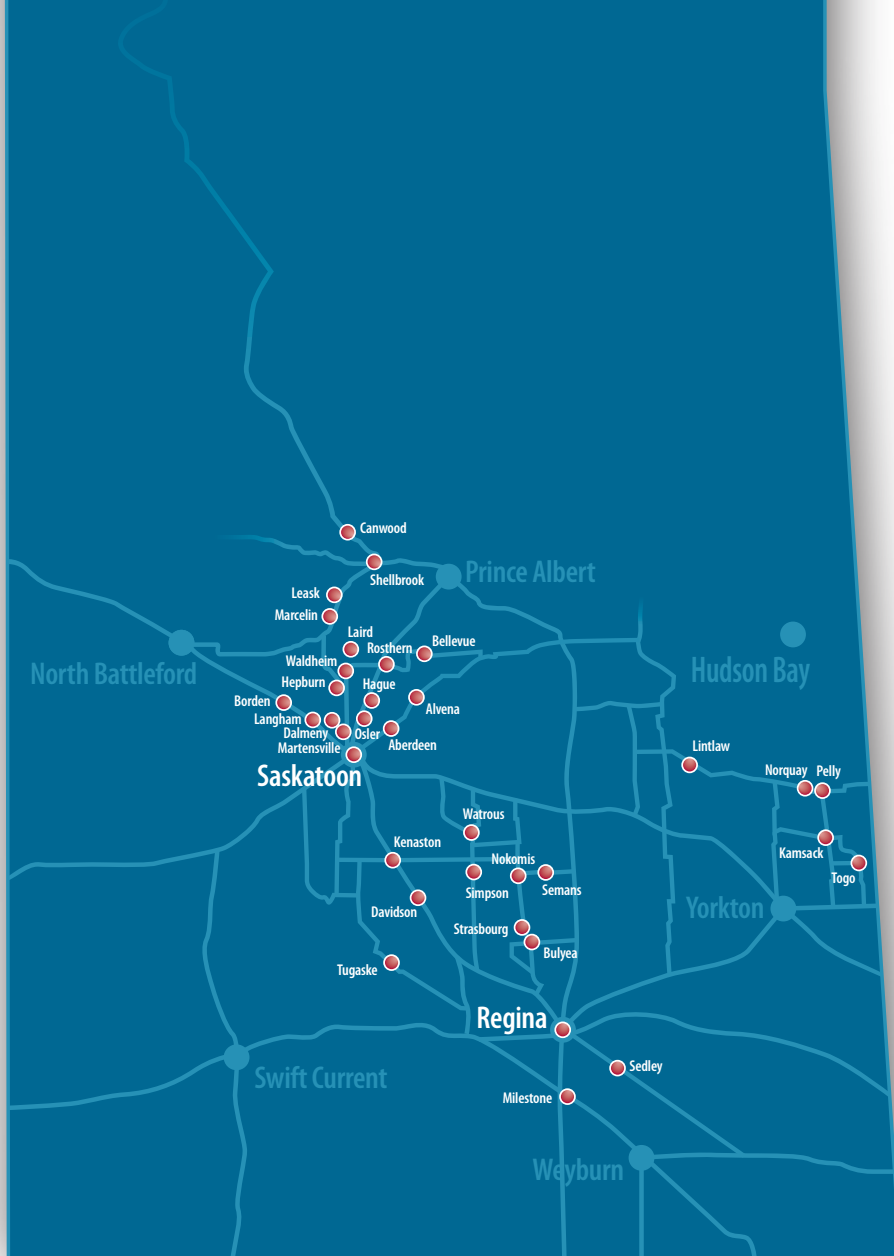 Canwood
Shellbrook
Prince Albert
Leask
Marcelin
Laird
Rosthern
Bellevue
North Battleford
Waldheim
Hudson Bay
Hepburn
Hague
Borden
Alvena
Langham
Dalmeny
Osler
Aberdeen
Martensville
Saskatoon
Lintlaw
Norquay
Pelly
Watrous
Kenaston
Nokomis
Kamsack
Togo
Simpson
Semans
Davidson
Yorkton
Strasbourg
Bulyea
Tugaske
Regina
Swift Current
Sedley
Milestone
Weyburn